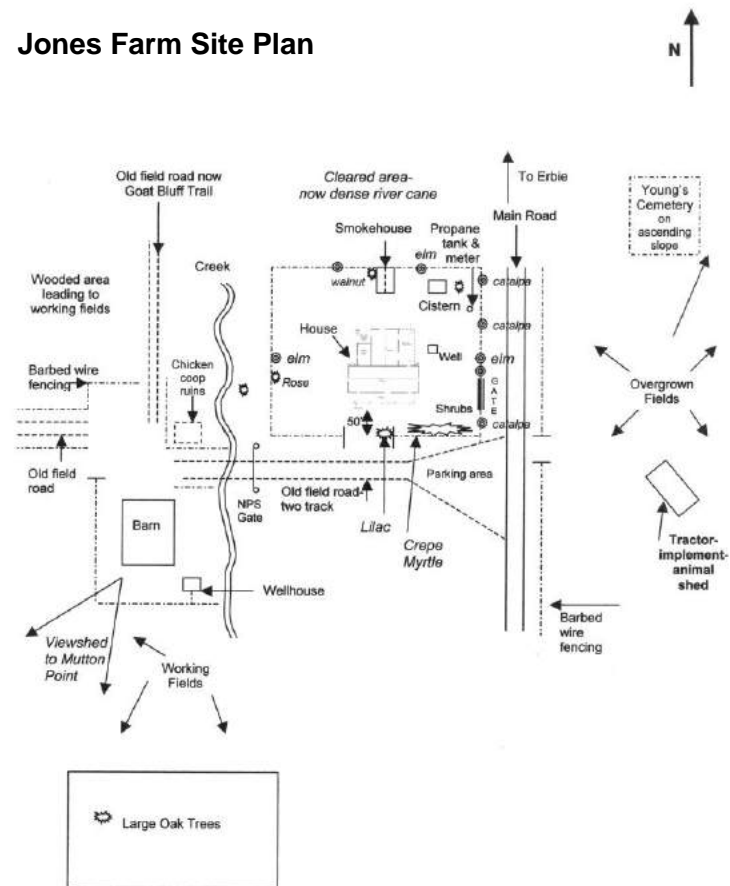 Jones Farm Site Plan
N
Old field road now
Goat Bluff Trail
Cleared area-
now dense river cane
To Erbie
Main Road
Young's
Cemetery
on
ascending
slope
Smokehouse
Propane
tank &
meter
elm
walnut
Creek
Wooded area
leading to
working fields
Cistern
catalpa
catalpa
House
Well
elm
elm
Barbed wire
fencing
Chicken
coop
ruins
Rose
GATE
Shrubs
Overgrown
Fields
50'
catalpa
Old field
road
Parking area
Old field road-
two track
NPS
Gate
Barn
Lilac
Crepe
Myrtle
Tractor-
implement-
animal
shed
Wellhouse
Barbed
wire
fencing
Viewshed
to Mutton
Point
Working
Fields
Large Oak Trees